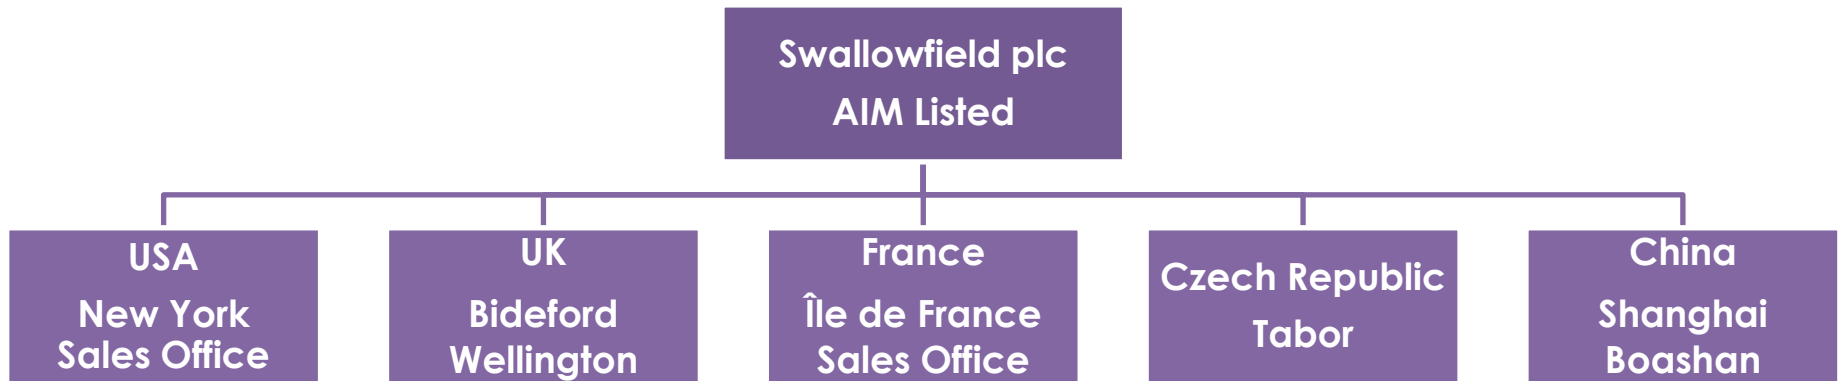 Swallowfield plc
AIM Listed
USA
New York
Sales Office
UK
Bideford
Wellington
France
Île de France
Sales Office
Czech Republic
Tabor
China
Shanghai
Boashan